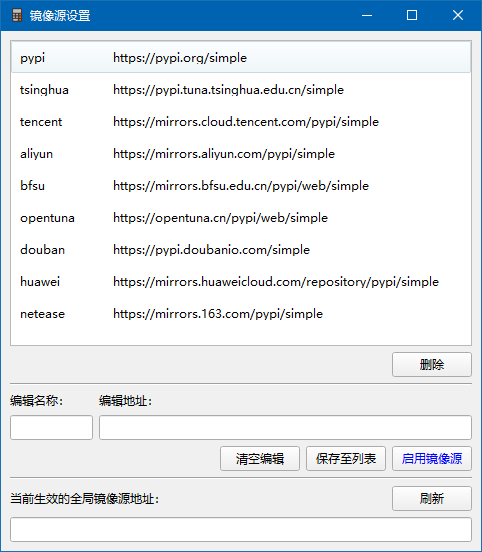 镜像源设置
pypi https://pypi.org/simple
tsinghua https://pypi.tuna.tsinghua.edu.cn/simple
tencent https://mirrors.cloud.tencent.com/pypi/simple
aliyun https://mirrors.aliyun.com/pypi/simple
bfsu https://mirrors.bfsu.edu.cn/pypi/web/simple
opentuna https://opentuna.cn/pypi/web/simple
douban https://pypi.doubanio.com/simple
huawei https://mirrors.huaweicloud.com/repository/pypi/simple
netease https://mirrors.163.com/pypi/simple
删除
编辑名称: 编辑地址:
清空编辑 保存至列表 启用镜像源
当前生效的全局镜像源地址: 刷新